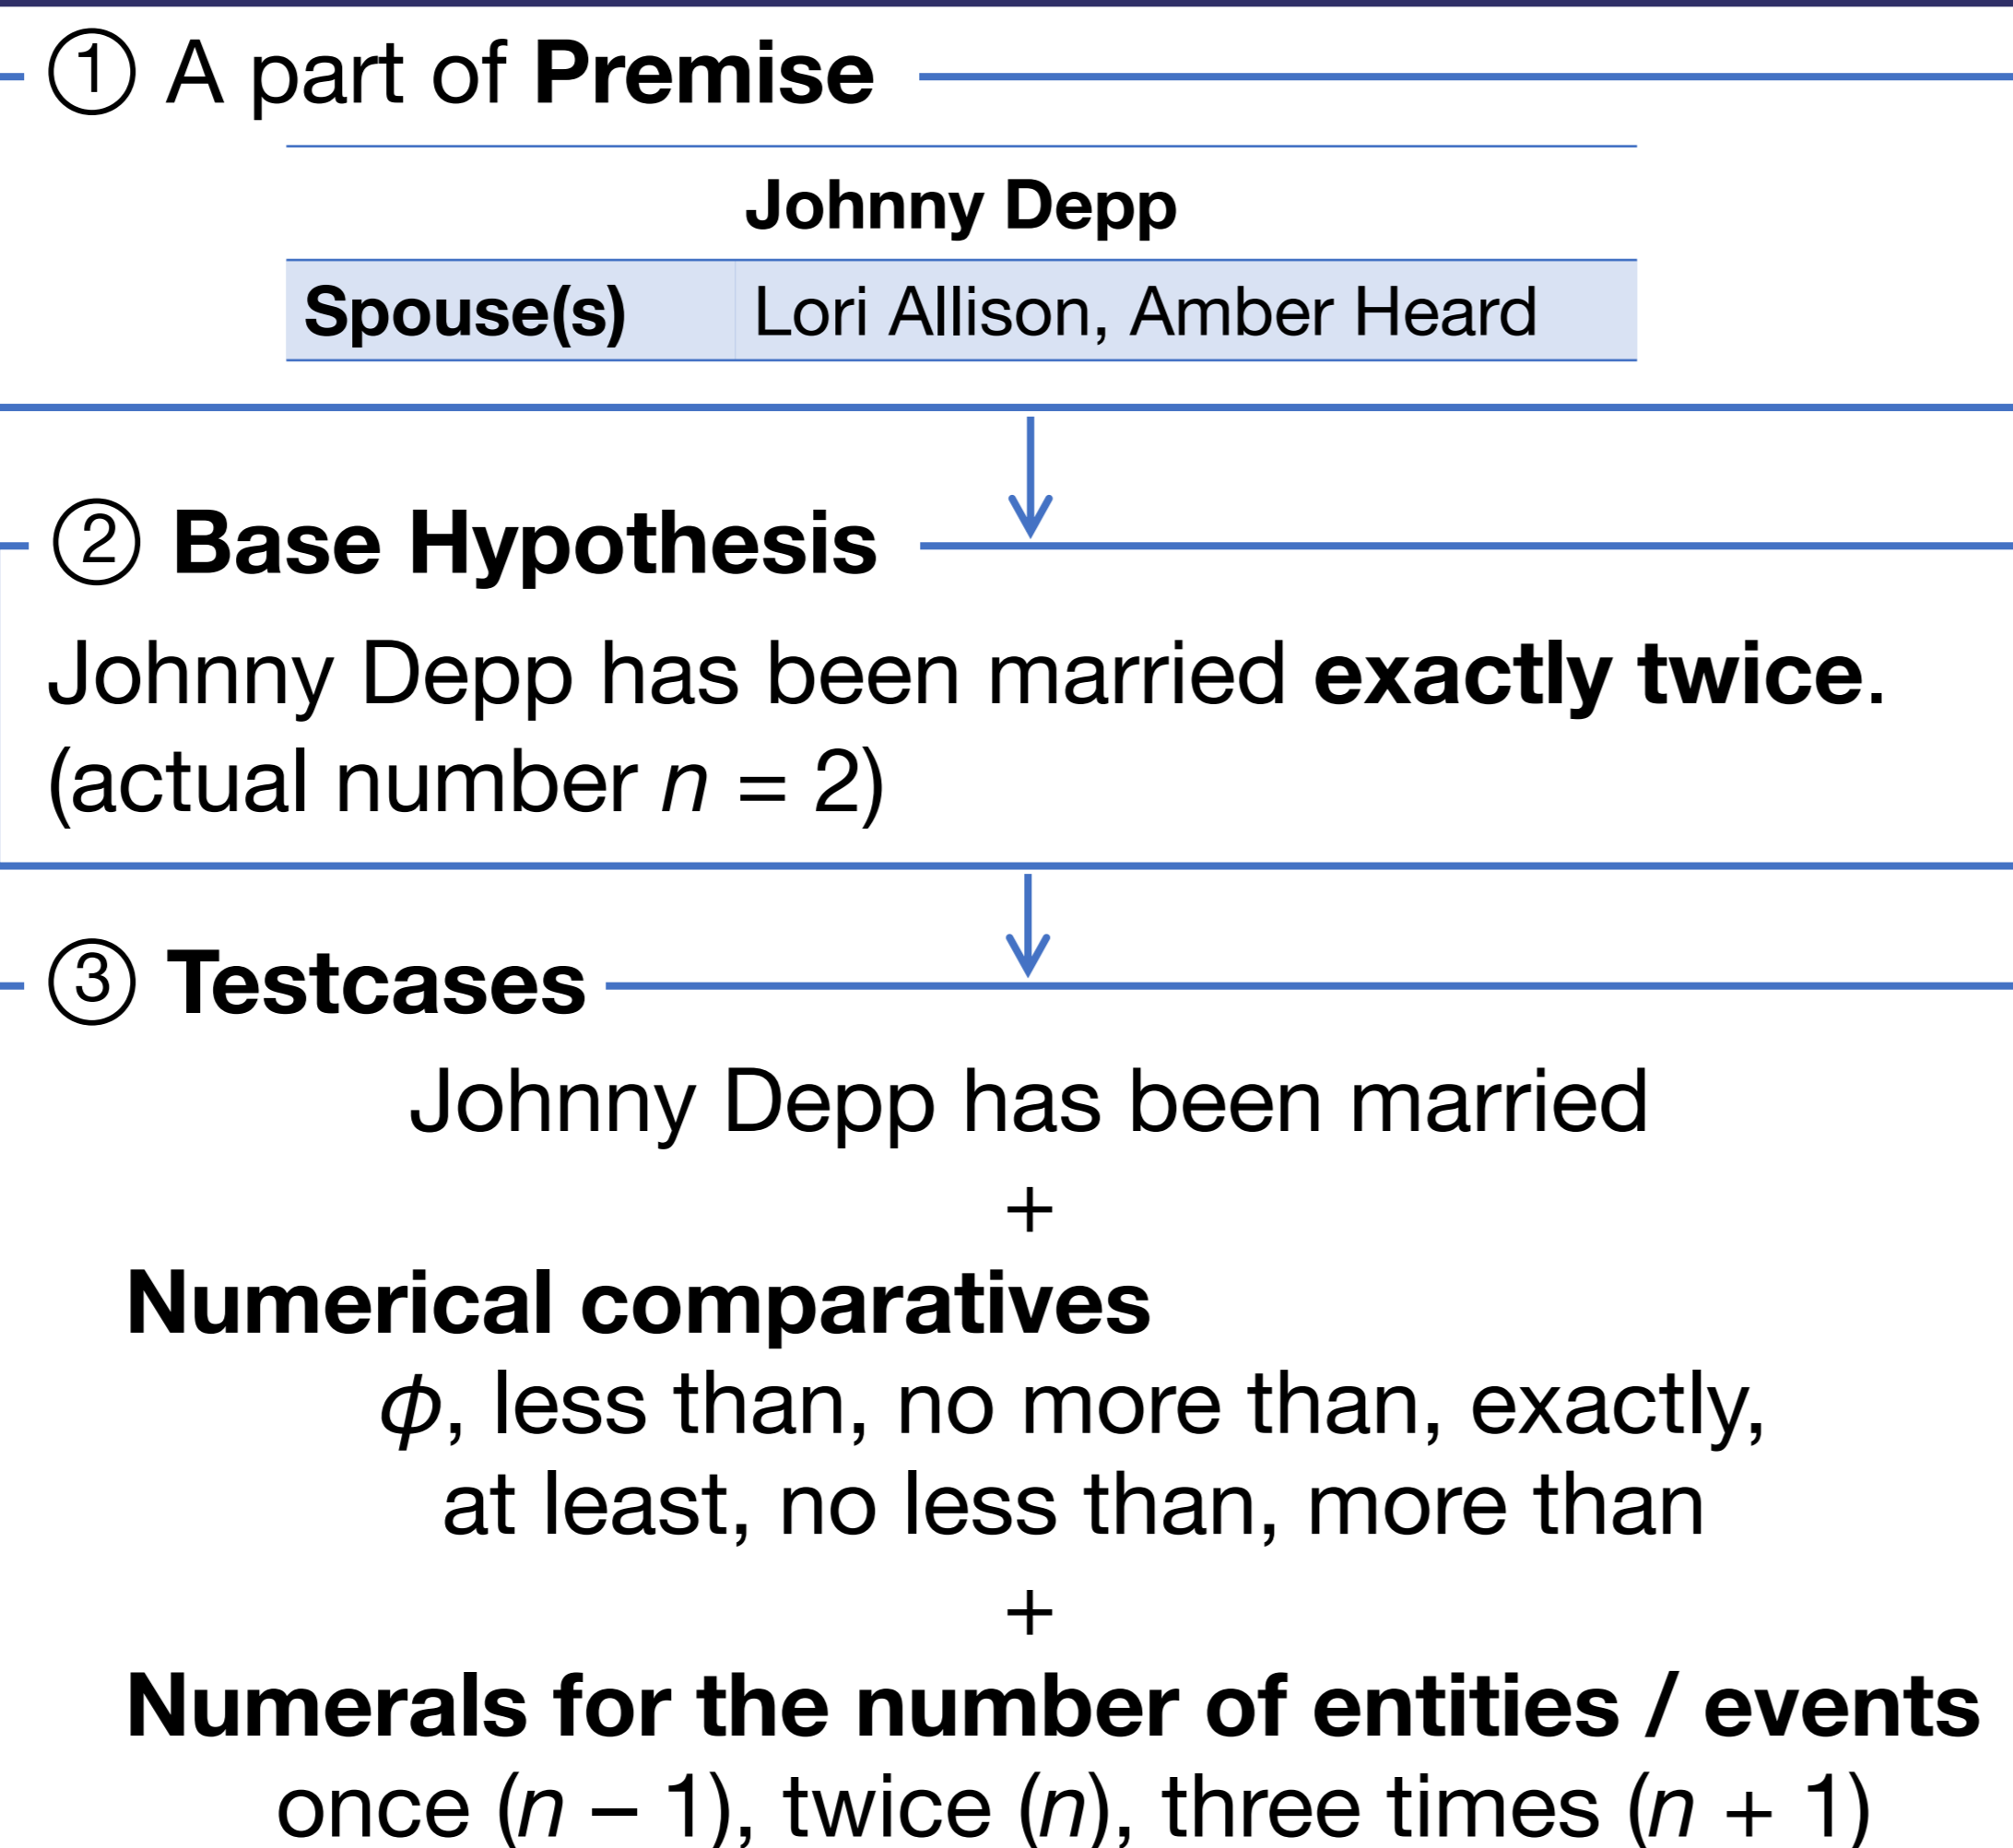 ① A part of Premise
Johnny Depp
Spouse(s) Lori Allison, Amber Heard
② Base Hypothesis
Johnny Depp has been married exactly twice.
(actual number n = 2)
③ Testcases
Johnny Depp has been married
+
Numerical comparatives
ϕ, less than, no more than, exactly,
at least, no less than, more than
+
Numerals for the number of entities / events
once (n − 1), twice (n), three times (n + 1)